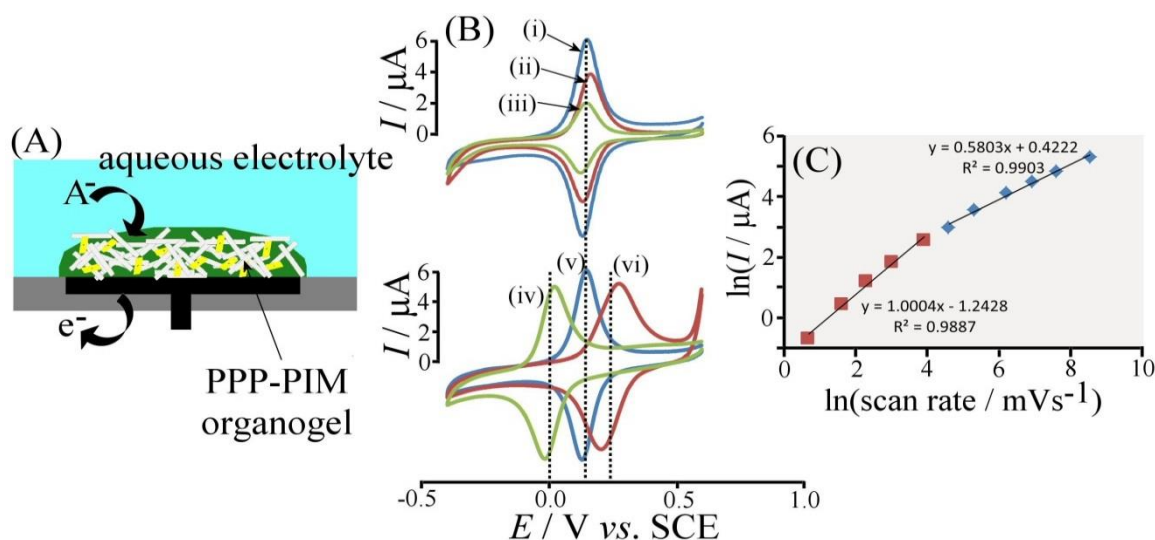 (A)
aqueous electrolyte
A-
e-
PPP-PIM
organogel
(B)
I / µA
6
4
2
0
(i)
(ii)
(iii)
I / µA
6
4
2
0
(iv)
(v)
(vi)
-0.5
0.0
0.5
1.0
E / V vs. SCE
(C)
ln(I / µA)
6
4
2
0
y = 0.5803x + 0.4222
R² = 0.9903
y = 1.0004x - 1.2428
R² = 0.9887
0
2
4
6
8
10
ln(scan rate / mVs-1)